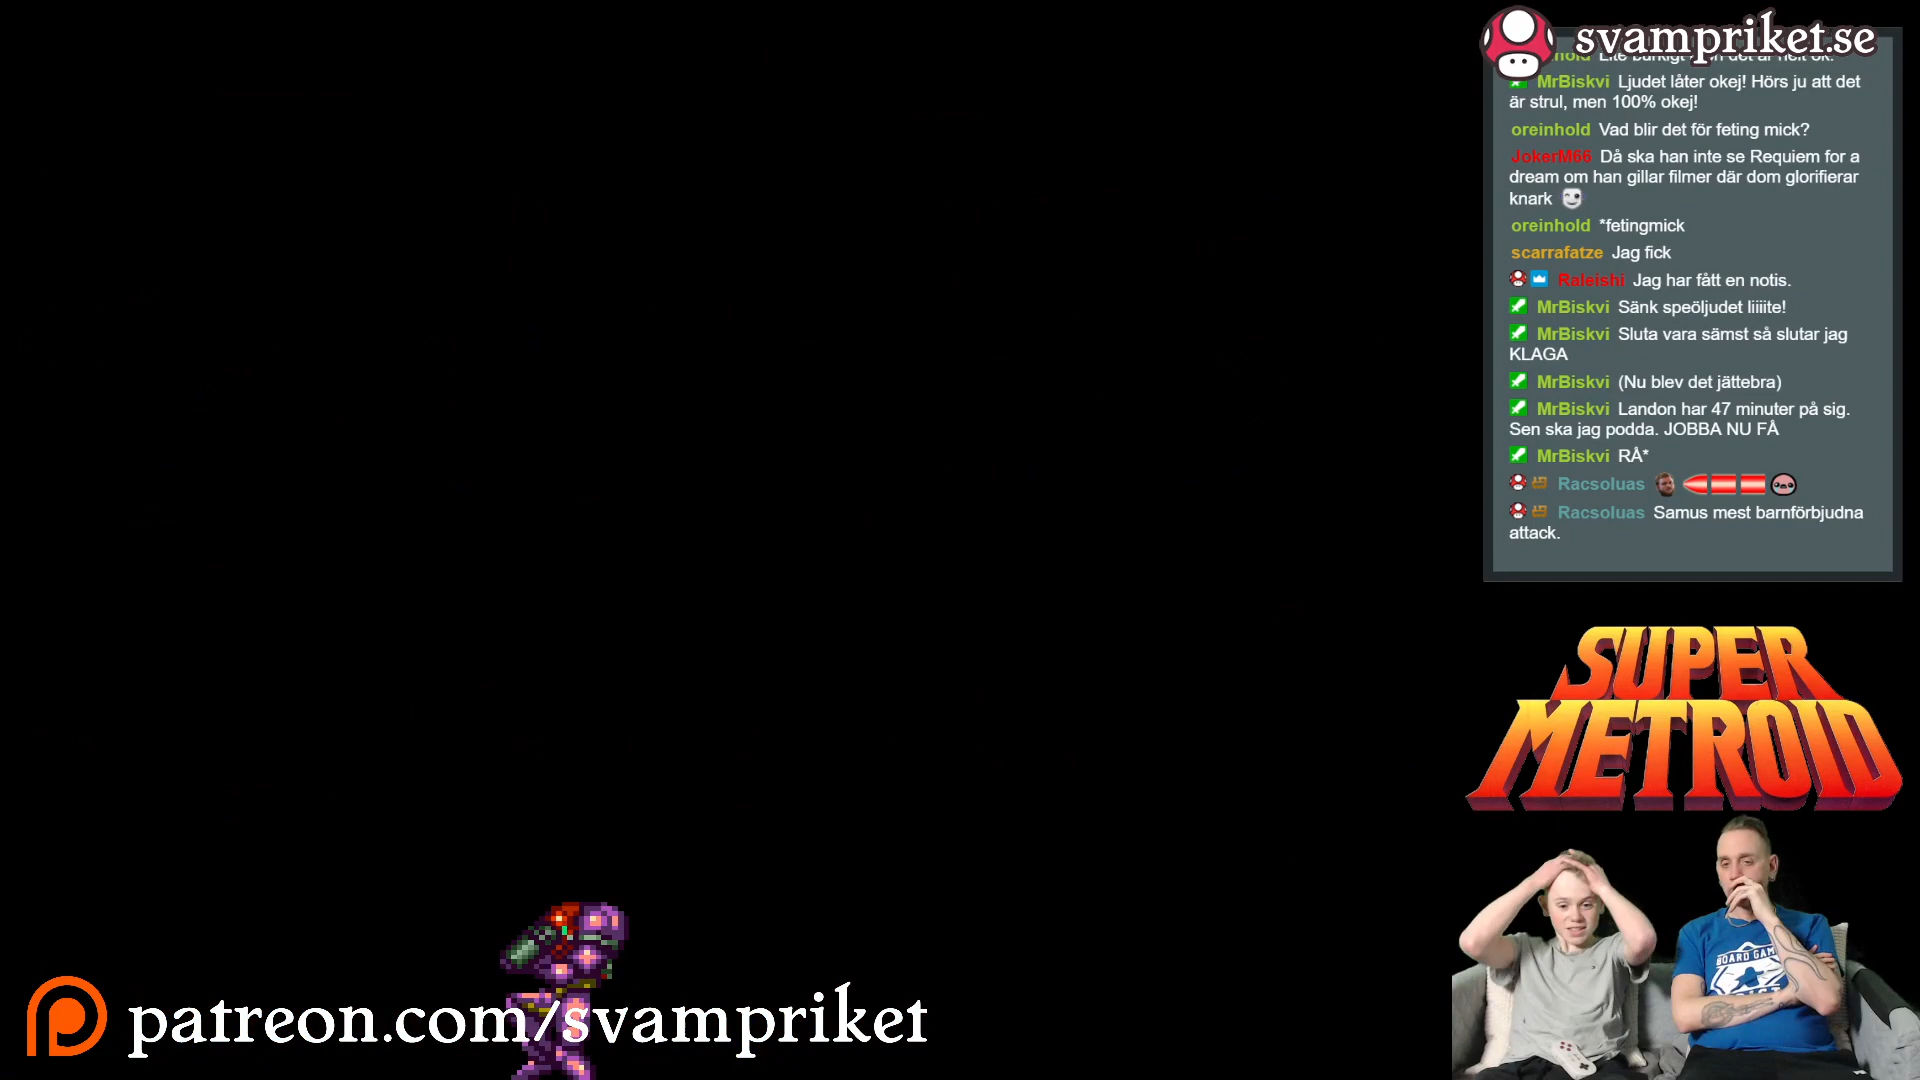 svampriket.se
MrBiskvi Ljudet låter okej! Hörs ju att det
är strul, men 100% okej!
oreinhold Vad blir det för feting mick?
JokerM66 Då ska han inte se Requiem for a
dream om han gillar filmer där dom glorifierar
knark
oreinhold *fetingmick
scarrafatze Jag fick
Raleishi Jag har fått en notis.
MrBiskvi Sänk speöljudet liiiite!
MrBiskvi Sluta vara sämst så slutar jag
KLAGA
MrBiskvi (Nu blev det jättebra)
MrBiskvi Landon har 47 minuter på sig.
Sen ska jag podda. JOBBA NU FÅ
MrBiskvi RÅ*
Racsoluas
Racsoluas Samus mest barnförbjudna
attack.
SUPER
METROID
BOARD GAM
patreon.com/svampriket